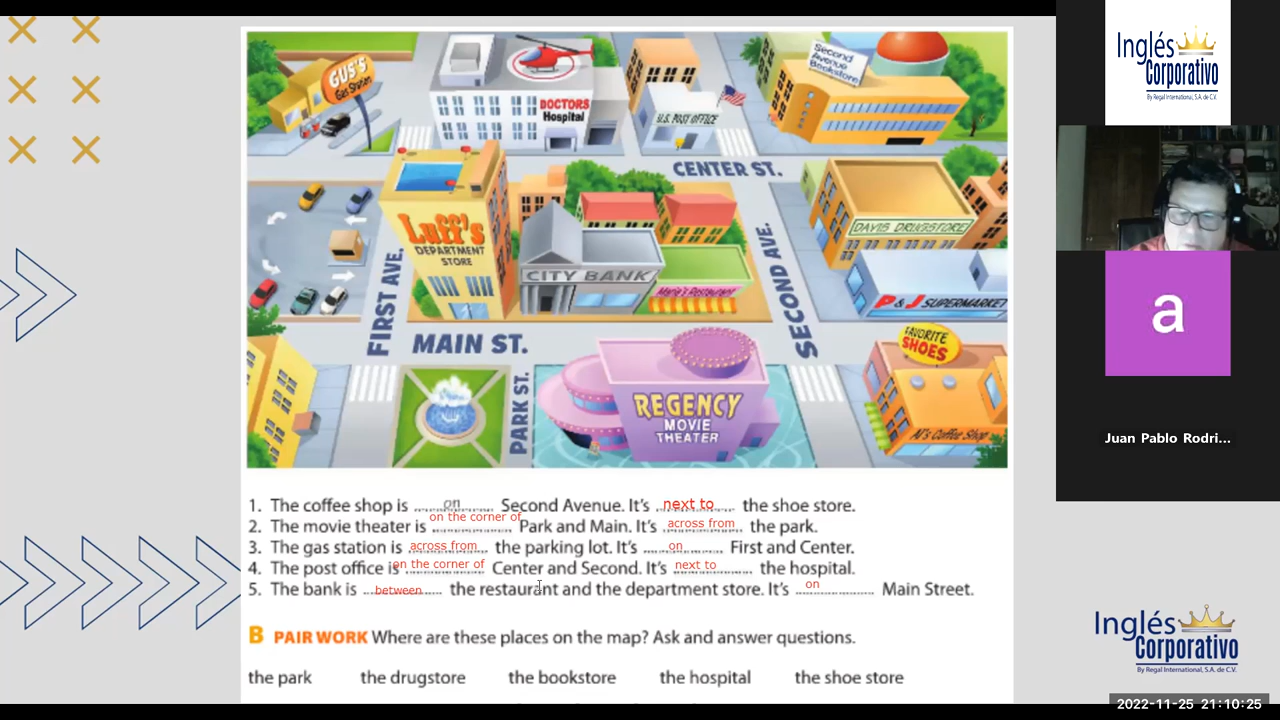 GUS'S
Gas Station
DOCTORS
Hospital
U.S. POST OFFICE
Second
Avenue
Bookstore
CENTER ST.
Luff's
DEPARTMENT
STORE
CITY BANK
Maria's Restaurant
DAVIS DRUGSTORE
P & J SUPERMARKET
FIRST AVE.
SECOND AVE.
MAIN ST.
PARK ST.
REGENCY
MOVIE
THEATER
FAVORITE
SHOES
Al's Coffee Shop
1. The coffee shop is on Second Avenue. It's next to the shoe store.
2. The movie theater is on the corner of Park and Main. It's across from the park.
3. The gas station is across from the parking lot. It's on First and Center.
4. The post office is on the corner of Center and Second. It's next to the hospital.
5. The bank is between the restaurant and the department store. It's on Main Street.
B PAIR WORK Where are these places on the map? Ask and answer questions.
the park the drugstore the bookstore the hospital the shoe store
Inglés
Corporativo
By Regal International, S.A. de C.V.
a
Juan Pablo Rodri...
Inglés
Corporativo
By Regal International, S.A. de C.V.
2022-11-25 21:10:25